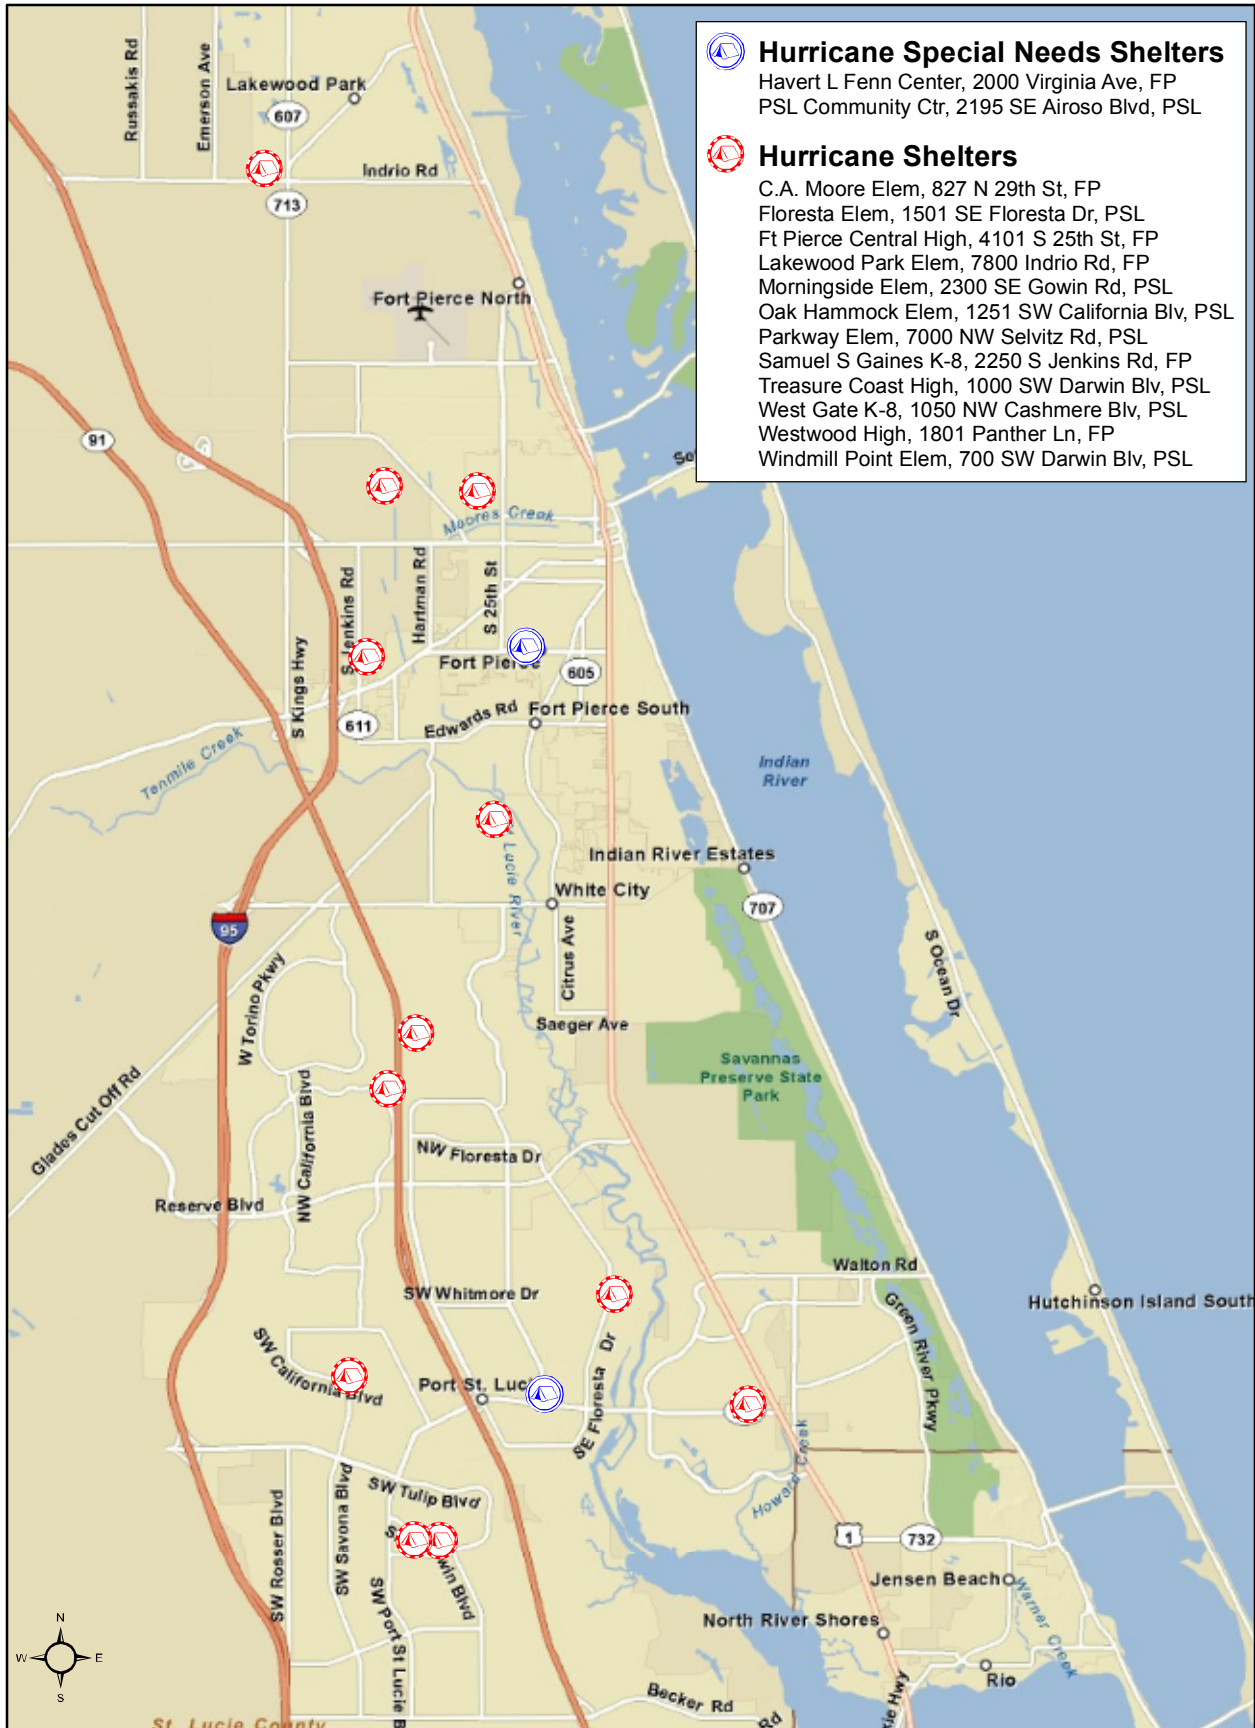 Hurricane Special Needs Shelters
Havert L Fenn Center, 2000 Virginia Ave, FP
PSL Community Ctr, 2195 SE Airoso Blvd, PSL
Hurricane Shelters
C.A. Moore Elem, 827 N 29th St, FP
Floresta Elem, 1501 SE Floresta Dr, PSL
Ft Pierce Central High, 4101 S 25th St, FP
Lakewood Park Elem, 7800 Indrio Rd, FP
Morningside Elem, 2300 SE Gowin Rd, PSL
Oak Hammock Elem, 1251 SW California Blv, PSL
Parkway Elem, 7000 NW Selvitz Rd, PSL
Samuel S Gaines K-8, 2250 S Jenkins Rd, FP
Treasure Coast High, 1000 SW Darwin Blv, PSL
West Gate K-8, 1050 NW Cashmere Blv, PSL
Westwood High, 1801 Panther Ln, FP
Windmill Point Elem, 700 SW Darwin Blv, PSL
Russakis Rd
Emerson Ave
Lakewood Park
607
Indrio Rd
713
Fort Pierce North
91
Moores Creek
S Kings Hwy
S Jenkins Rd
Hartman Rd
S 25th St
Fort Pierce
605
611
Edwards Rd
Fort Pierce South
Tenmile Creek
Indian
River
St Lucie River
Indian River Estates
White City
707
95
Citrus Ave
S Ocean Dr
W Torino Pkwy
Saeger Ave
Savannas
Preserve State
Park
Glades Cut Off Rd
NW California Blvd
NW Floresta Dr
Reserve Blvd
Walton Rd
SW Whitmore Dr
Green River Pkwy
Hutchinson Island South
SW California Blvd
Port St. Luci
SE Floresta Dr
Howard Creek
SW Tulip Blvd
SW Rosser Blvd
SW Savona Blvd
win Blvd
SW Port St Lucie B
1
732
Jensen Beach
Warner Creek
North River Shores
Rio
Becker Rd
Rd
xie Hwy
N
W
E
S
St. Lucie County